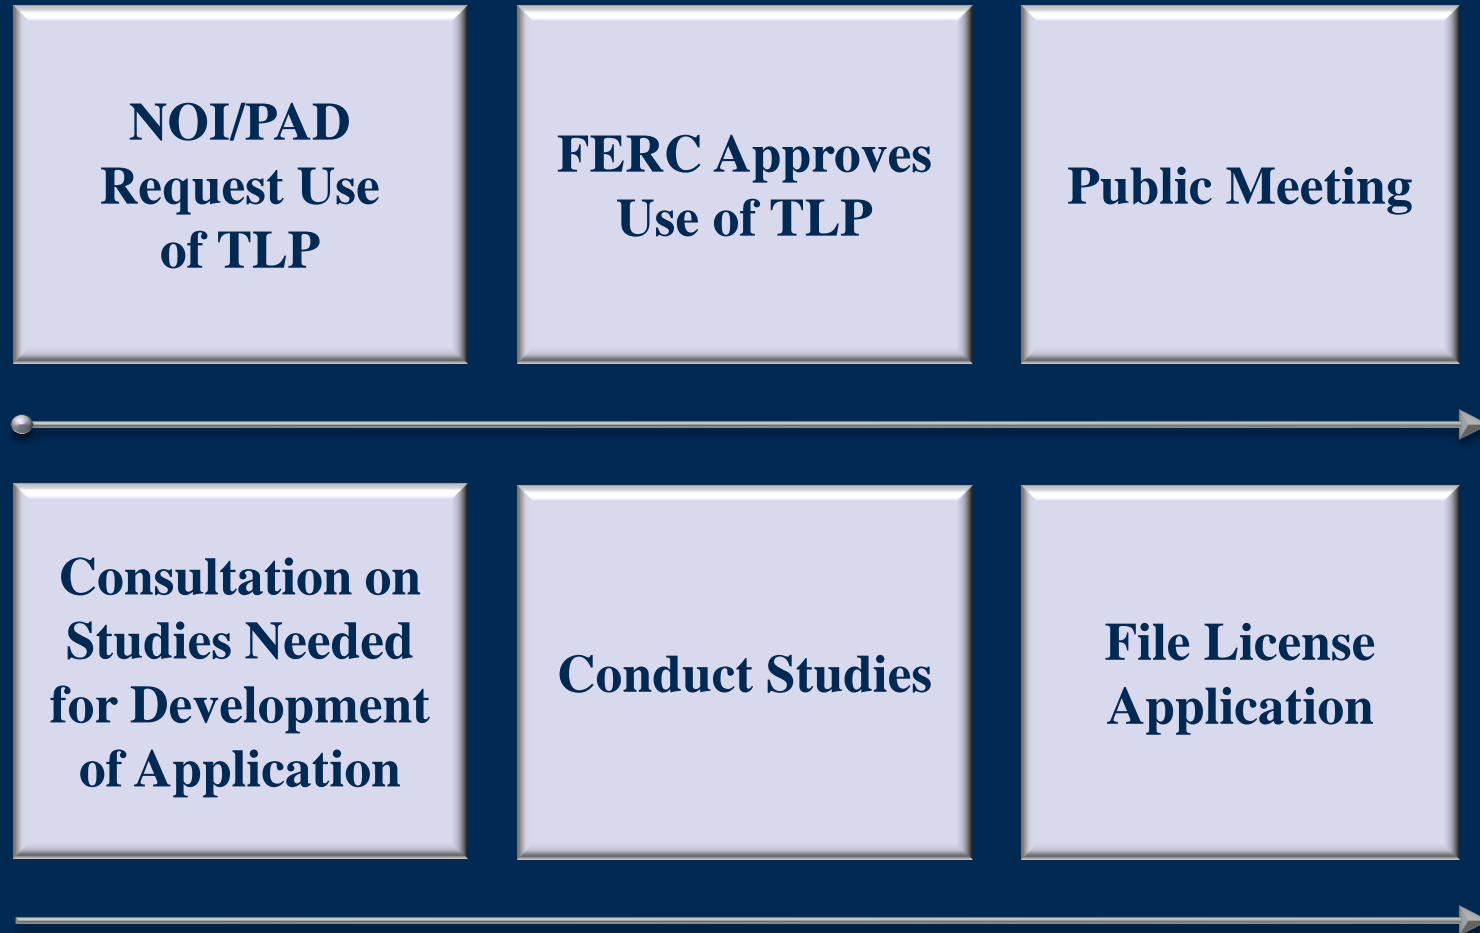 NOI/PAD
Request Use
of TLP
FERC Approves
Use of TLP
Public Meeting
Consultation on
Studies Needed
for Development
of Application
Conduct Studies
File License
Application